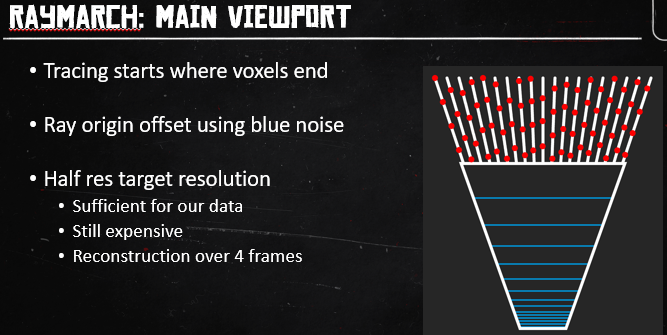 RAYMARCH: MAIN VIEWPORT
• Tracing starts where voxels end
• Ray origin offset using blue noise
• Half res target resolution
• Sufficient for our data
• Still expensive
• Reconstruction over 4 frames